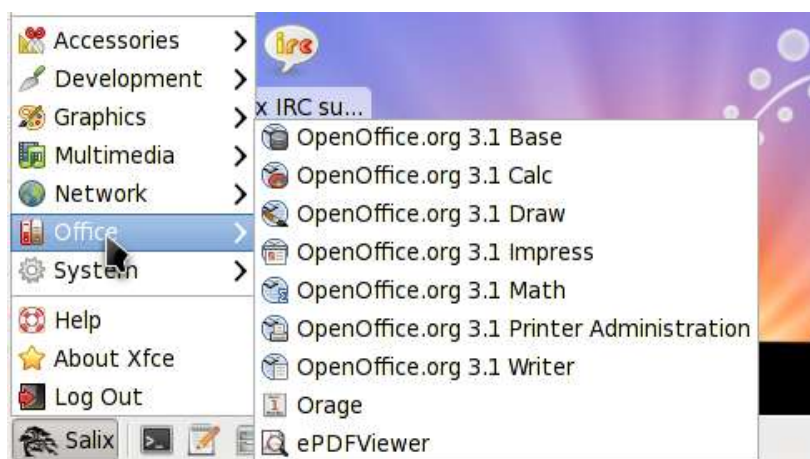 Accessories
Development
Graphics
Multimedia
Network
Office
System
Help
About Xfce
Log Out
Salix
irc
x IRC su...
OpenOffice.org 3.1 Base
OpenOffice.org 3.1 Calc
OpenOffice.org 3.1 Draw
OpenOffice.org 3.1 Impress
OpenOffice.org 3.1 Math
OpenOffice.org 3.1 Printer Administration
OpenOffice.org 3.1 Writer
Orage
ePDFViewer